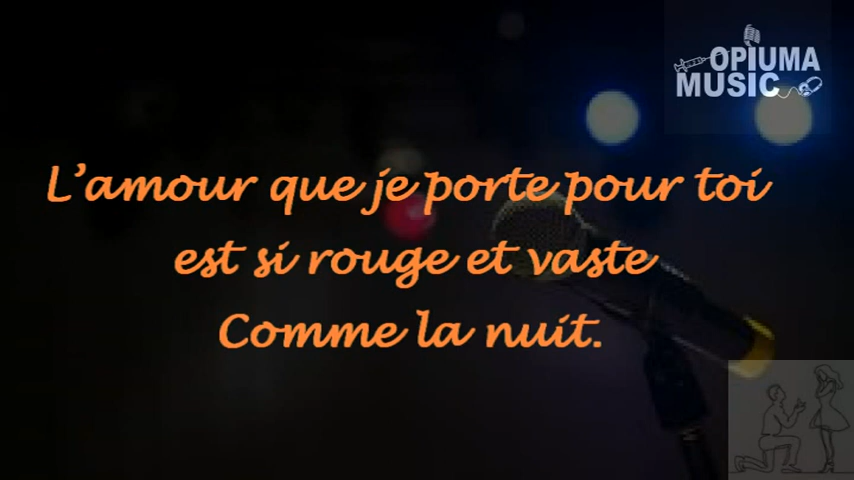 OPIUMA
MUSIC
L’amour que je porte pour toi
est si rouge et vaste
Comme la nuit.